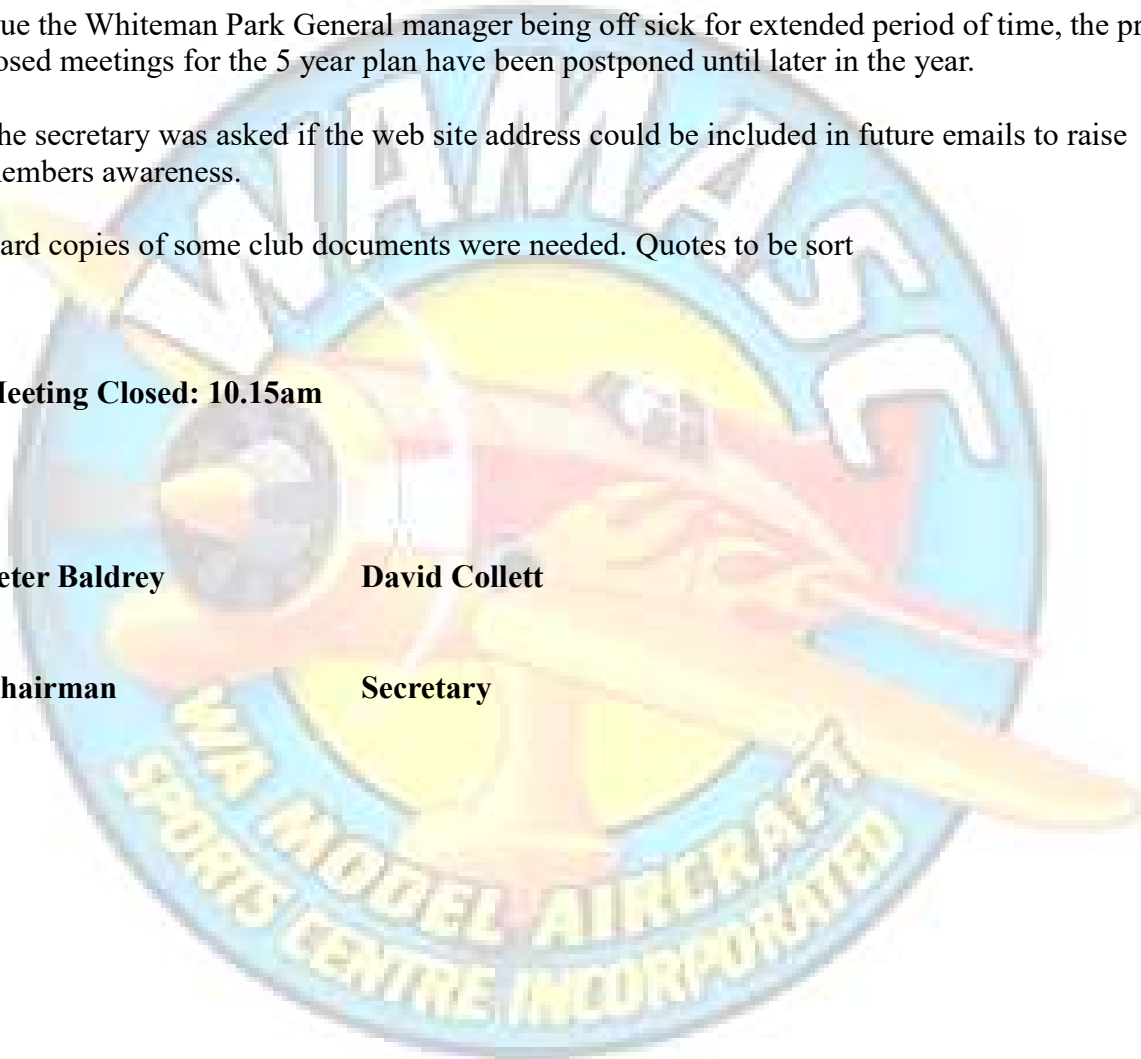 ue the Whiteman Park General manager being off sick for extended period of time, the pr
osed meetings for the 5 year plan have been postponed until later in the year.
he secretary was asked if the web site address could be included in future emails to raise
embers awareness.
ard copies of some club documents were needed. Quotes to be sort
eeting Closed: 10.15am
eter Baldrey David Collett
hairman Secretary
WAMASC
WA MODEL AIRCRAFT
SPORTS CENTRE INCORPORATED